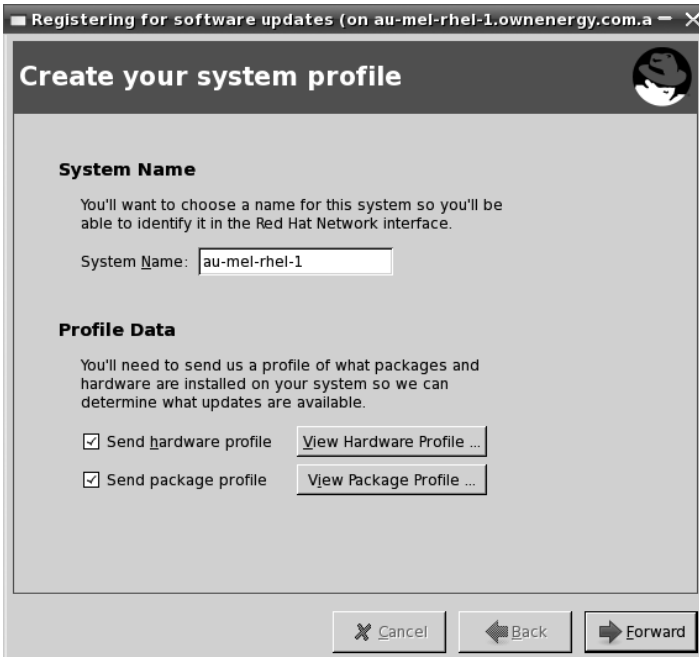 Registering for software updates (on au-mel-rhel-1.ownenergy.com.a
Create your system profile
System Name
You'll want to choose a name for this system so you'll be
able to identify it in the Red Hat Network interface.
System Name: au-mel-rhel-1
Profile Data
You'll need to send us a profile of what packages and
hardware are installed on your system so we can
determine what updates are available.
Send hardware profile View Hardware Profile ...
Send package profile View Package Profile ...
Cancel Back Forward